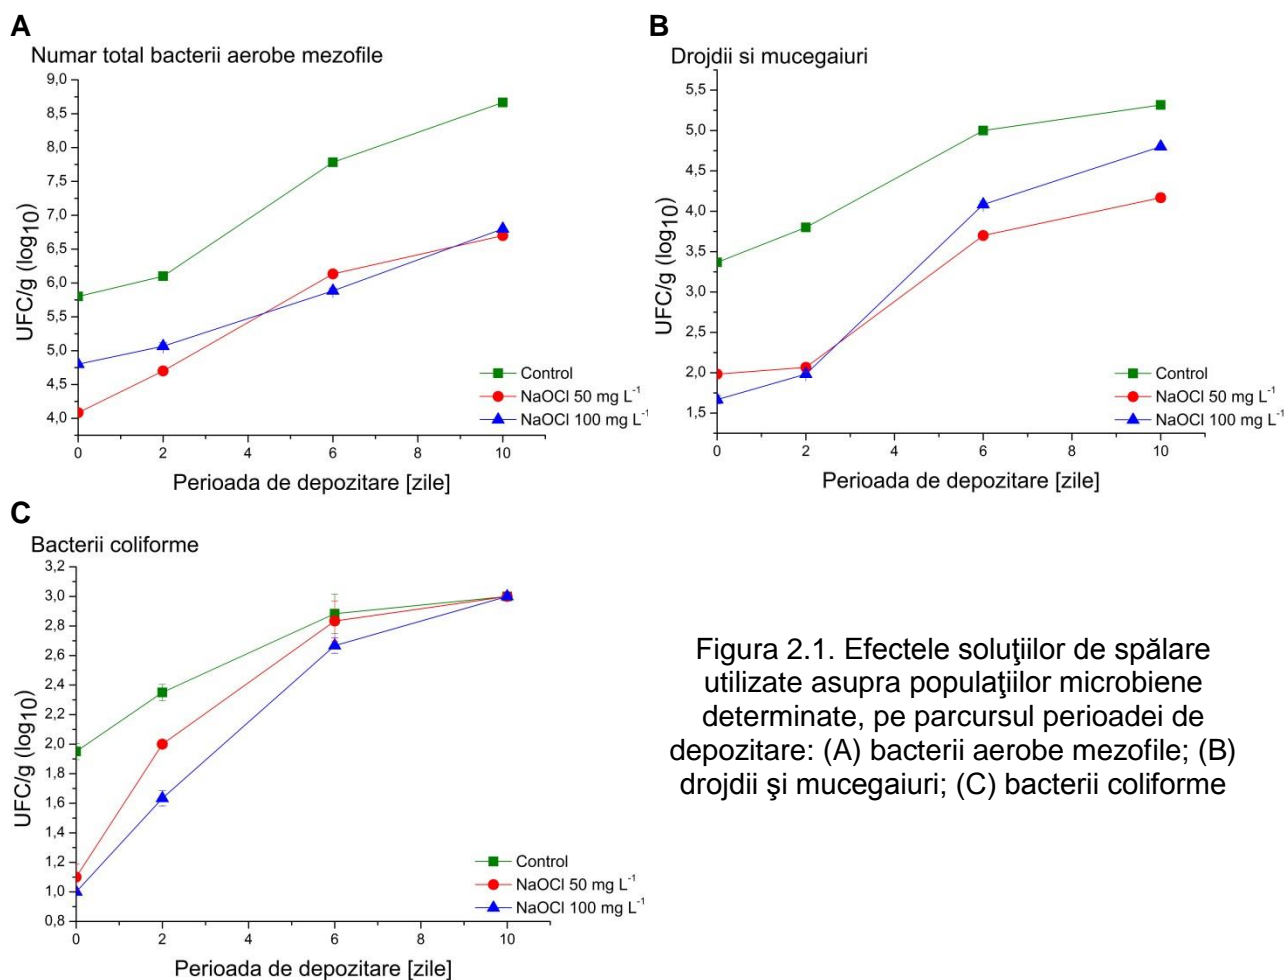 A
Numar total bacterii aerobe mezofile
9,0
8,5
8,0
7,5
7,0
6,5
6,0
5,5
5,0
4,5
4,0
UFC/g (log10)
0 2 4 6 8 10
Perioada de depozitare [zile]
Control
NaOCl 50 mg L-1
NaOCl 100 mg L-1
B
Drojdii si mucegaiuri
5,5
5,0
4,5
4,0
3,5
3,0
2,5
2,0
1,5
UFC/g (log10)
0 2 4 6 8 10
Perioada de depozitare [zile]
Control
NaOCl 50 mg L-1
NaOCl 100 mg L-1
C
Bacterii coliforme
3,2
3,0
2,8
2,6
2,4
2,2
2,0
1,8
1,6
1,4
1,2
1,0
0,8
UFC/g (log10)
0 2 4 6 8 10
Perioada de depozitare [zile]
Control
NaOCl 50 mg L-1
NaOCl 100 mg L-1
Figura 2.1. Efectele soluţiilor de spălare
utilizate asupra populaţiilor microbiene
determinate, pe parcursul perioadei de
depozitare: (A) bacterii aerobe mezofile; (B)
drojdii şi mucegaiuri; (C) bacterii coliforme